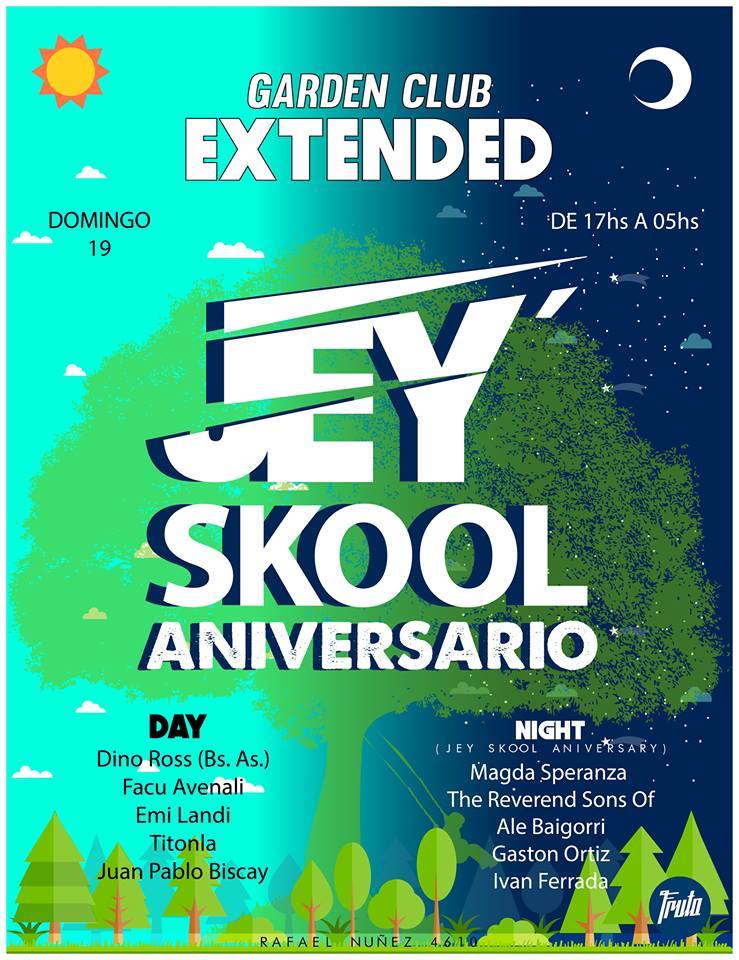 GARDEN CLUB
EXTENDED
DOMINGO
19
DE 17hs A 05hs
JEY'
SKOOL
ANIVERSARIO
DAY
Dino Ross (Bs. As.)
Facu Avenali
Emi Landi
Titonla
Juan Pablo Biscay
NIGHT
(JEY SKOOL ANIVERSARY)
Magda Speranza
The Reverend Sons Of
Ale Baigorri
Gaston Ortiz
Ivan Ferrada
Fruta
RAFAEL NUÑEZ 4610